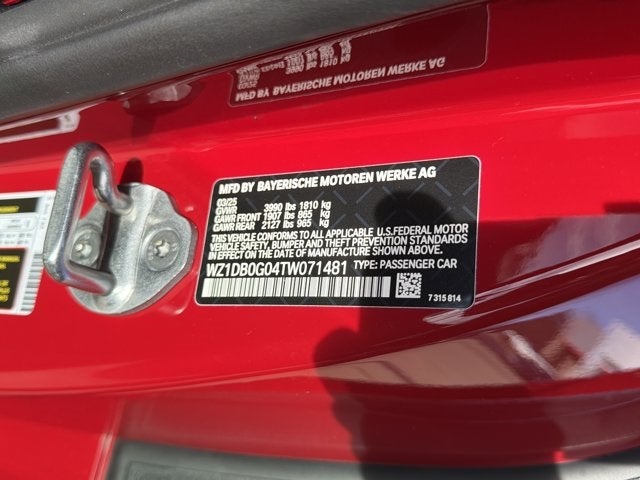 MFD BY BAYERISCHE MOTOREN WERKE AG
03/25
GVWR 3990 lbs 1810 kg
GAWR FRONT 1907 lbs 865 kg
GAWR REAR 2127 lbs 965 kg
THIS VEHICLE CONFORMS TO ALL APPLICABLE U.S.FEDERAL MOTOR
VEHICLE SAFETY, BUMPER AND THEFT PREVENTION STANDARDS
IN EFFECT ON THE DATE OF MANUFACTURE SHOWN ABOVE.
WZ1DB0G04TW071481 TYPE: PASSENGER CAR
7 315 814